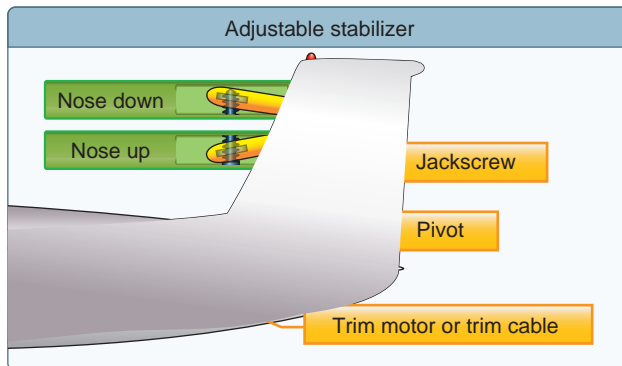 Adjustable stabilizer
Nose down
Nose up
Jackscrew
Pivot
Trim motor or trim cable